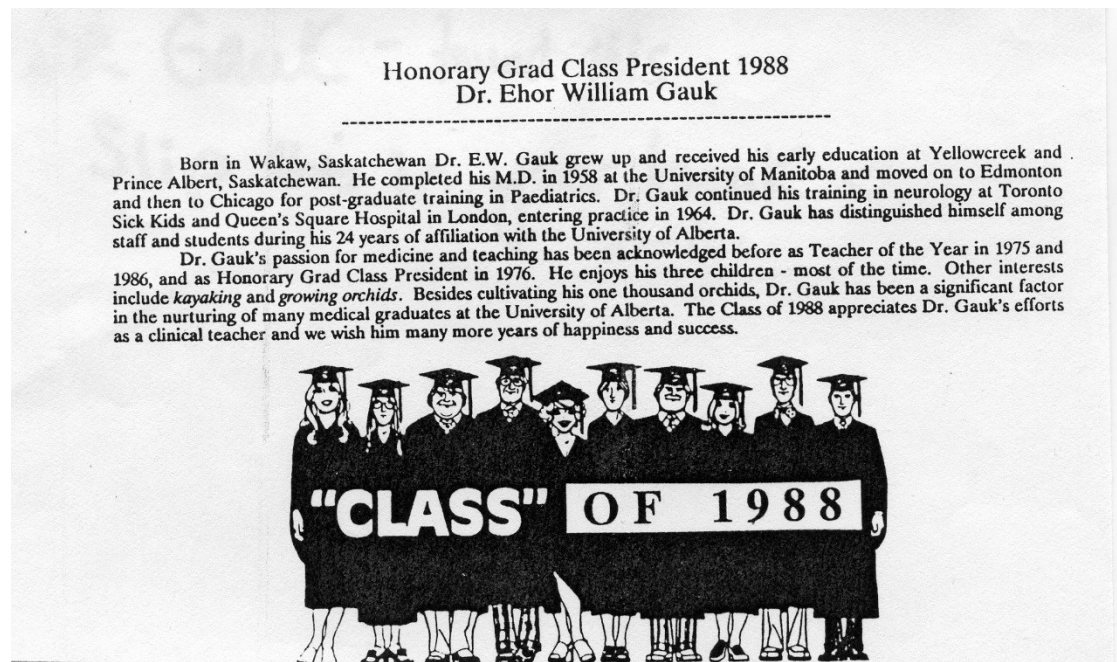 Honorary Grad Class President 1988
Dr. Ehor William Gauk
------------------------------------------------------------
Born in Wakaw, Saskatchewan Dr. E.W. Gauk grew up and received his early education at Yellowcreek and
Prince Albert, Saskatchewan. He completed his M.D. in 1958 at the University of Manitoba and moved on to Edmonton
and then to Chicago for post-graduate training in Paediatrics. Dr. Gauk continued his training in neurology at Toronto
Sick Kids and Queen's Square Hospital in London, entering practice in 1964. Dr. Gauk has distinguished himself among
staff and students during his 24 years of affiliation with the University of Alberta.
Dr. Gauk's passion for medicine and teaching has been acknowledged before as Teacher of the Year in 1975 and
1986, and as Honorary Grad Class President in 1976. He enjoys his three children - most of the time. Other interests
include kayaking and growing orchids. Besides cultivating his one thousand orchids, Dr. Gauk has been a significant factor
in the nurturing of many medical graduates at the University of Alberta. The Class of 1988 appreciates Dr. Gauk's efforts
as a clinical teacher and we wish him many more years of happiness and success.
"CLASS" OF 1988